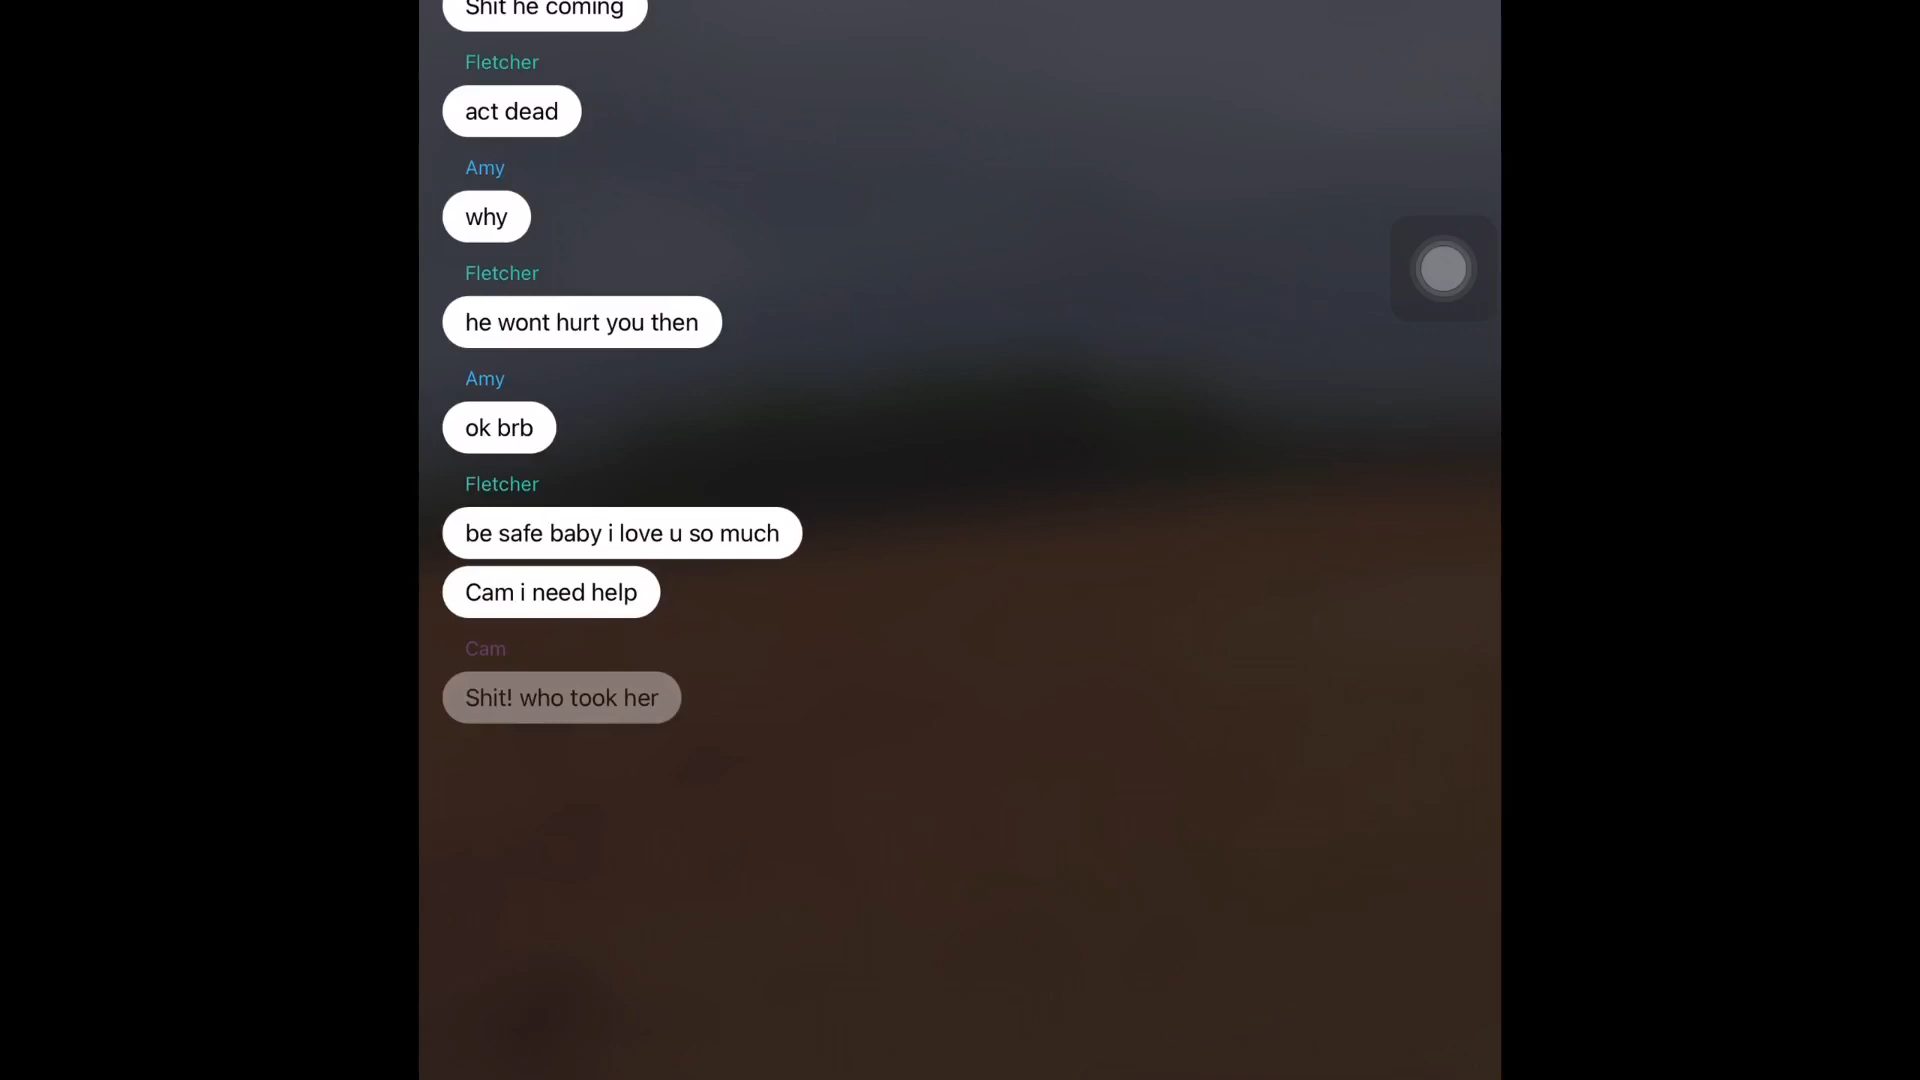 Shit he coming
Fletcher
act dead
Amy
why
Fletcher
he wont hurt you then
Amy
ok brb
Fletcher
be safe baby i love u so much
Cam i need help
Cam
Shit! who took her